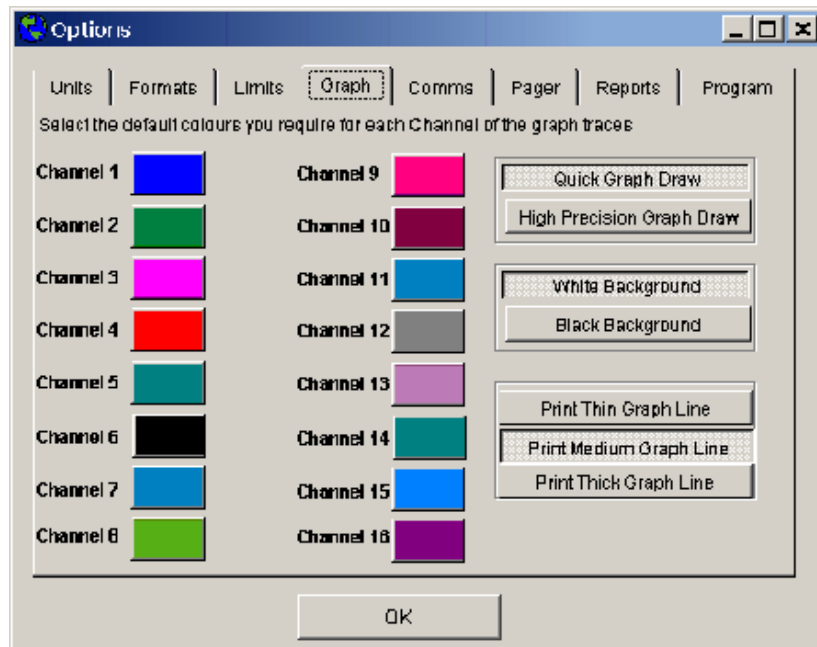 Options
Units Formats Limits Graph Comms Pager Reports Program
Select the default colours you require for each Channel of the graph traces
Channel 1
Channel 2
Channel 3
Channel 4
Channel 5
Channel 6
Channel 7
Channel 8
Channel 9
Channel 10
Channel 11
Channel 12
Channel 13
Channel 14
Channel 15
Channel 16
Quick Graph Draw
High Precision Graph Draw
White Background
Black Background
Print Thin Graph Line
Print Medium Graph Line
Print Thick Graph Line
OK